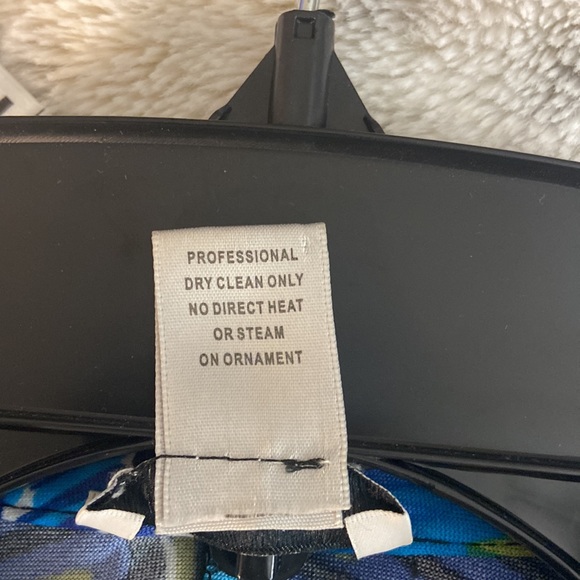 PROFESSIONAL
DRY CLEAN ONLY
NO DIRECT HEAT
OR STEAM
ON ORNAMENT